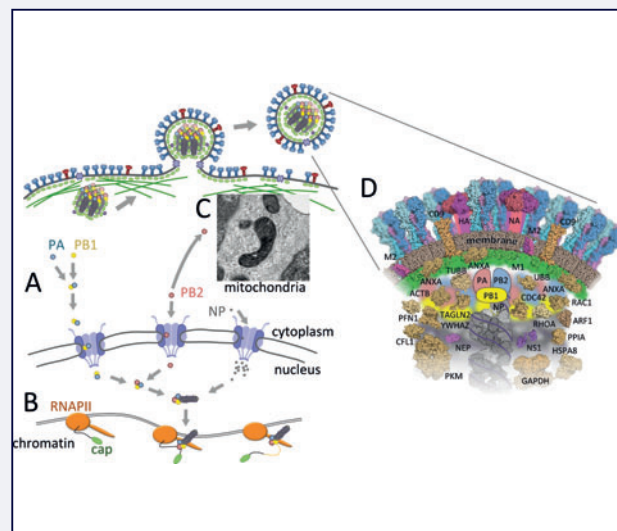 C
mitochondria
PA PB1
A
PB2
NP
cytoplasm
nucleus
B
RNAPII
chromatin
cap
D
CD9
HA
NA
CD9
M2
membrane
M2
ANXA
TUBB
M1
UBB
ANXA
ACTB
PA
PB2
ANXA
CDC42
RAC1
PB1
NP
PFN1
TAGLN2
YWHAZ
RHOA
ARF1
PPIA
CFL1
NEP
NS1
HSPA8
PKM
GAPDH